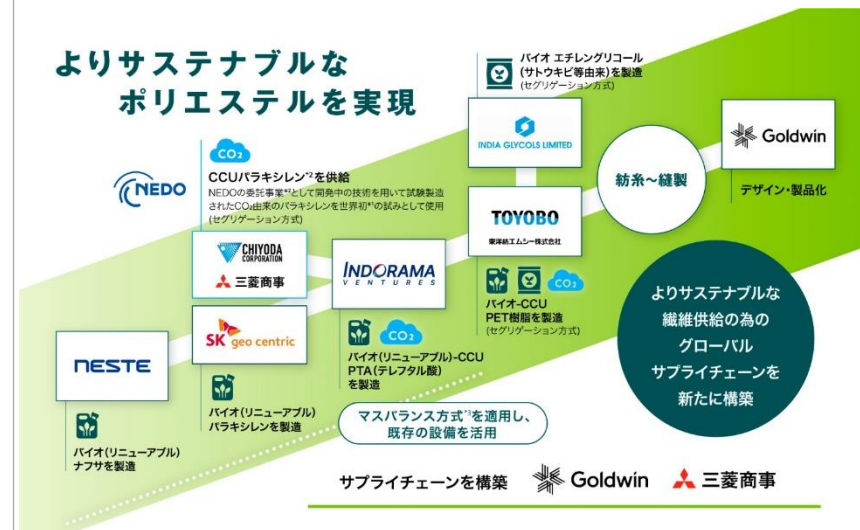 よりサステナブルな
ポリエステルを実現
バイオ エチレングリコール
(サトウキビ等由来)を製造
(セグリゲーション方式)
INDIA GLYCOLS LIMITED
CO₂
CCUパラキシレン*²を供給
NEDO
NEDOの委託事業*²として開発中の技術を用いて試験製造
されたCO₂由来のパラキシレンを世界初*¹の試みとして使用
(セグリゲーション方式)
CHIYODA
CORPORATION
三菱商事
INDORAMA
VENTURES
TOYOBO
東洋紡エムシー株式会社
紡糸～縫製
Goldwin
デザイン・製品化
CO₂
バイオ-CCU
PET樹脂を製造
(セグリゲーション方式)
NESTE
バイオ(リニューアブル)
ナフサを製造
SK geo centric
バイオ(リニューアブル)
パラキシレンを製造
CO₂
バイオ(リニューアブル)-CCU
PTA(テレフタル酸)
を製造
よりサステナブルな
繊維供給の為の
グローバル
サプライチェーンを
新たに構築
マスバランス方式*³を適用し、
既存の設備を活用
サプライチェーンを構築 Goldwin 三菱商事